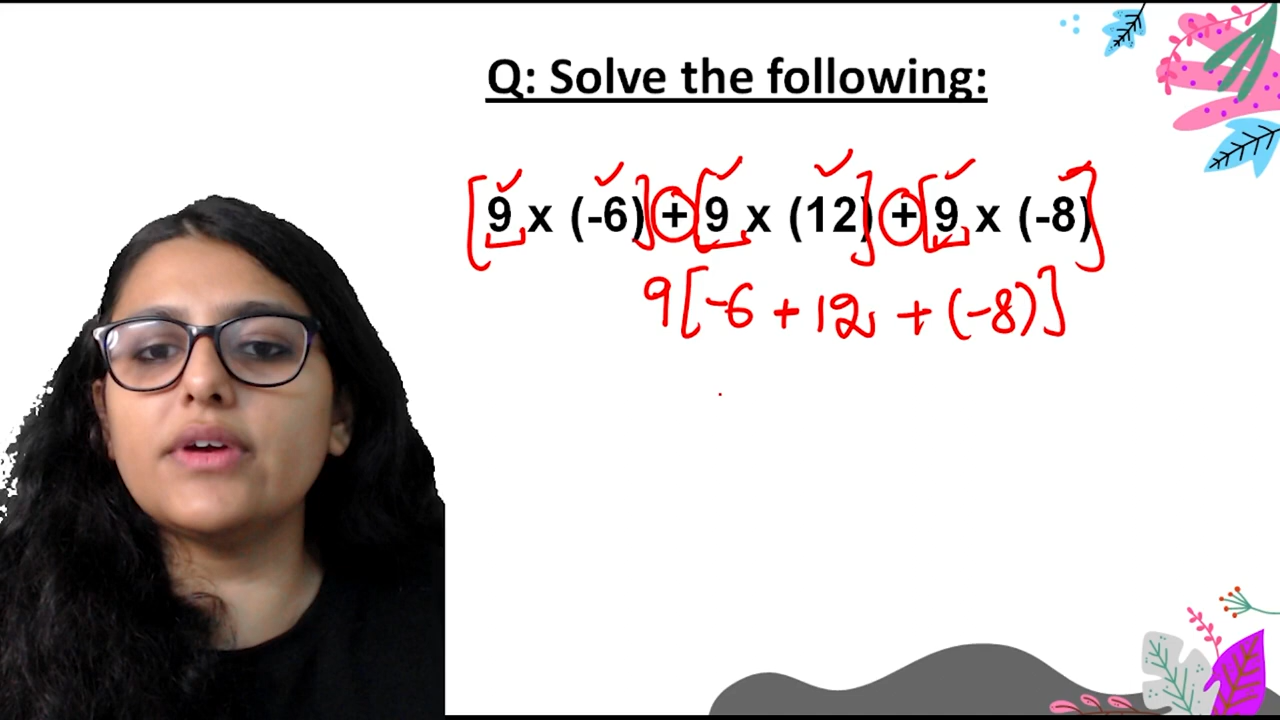 Q: Solve the following:
[9 x (-6)] + [9 x (12)] + [9 x (-8)]
9[-6 + 12 + (-8)]